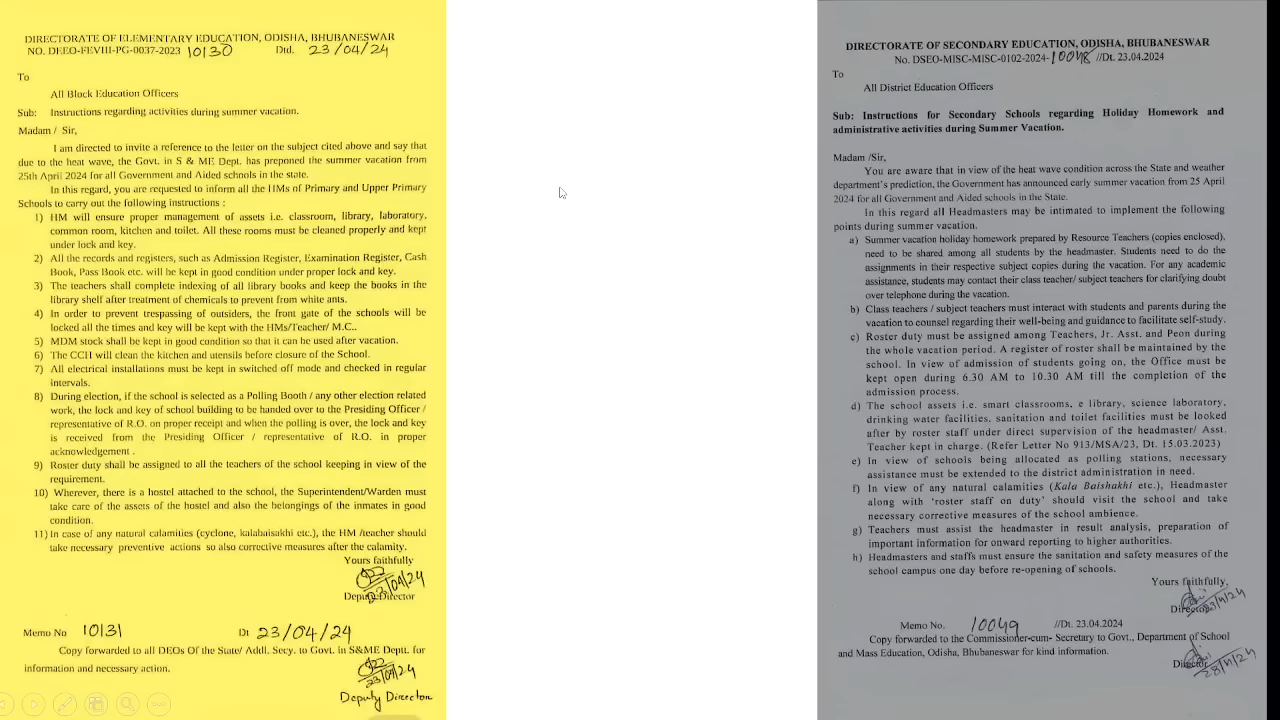 DIRECTORATE OF ELEMENTARY EDUCATION, ODISHA, BHUBANESWAR
NO. DEEO-FEVIII-PG-0037-2023 10130 Dtd. 23/04/24
To
All Block Education Officers
Sub: Instructions regarding activities during summer vacation.
Madam / Sir,
I am directed to invite a reference to the letter on the subject cited above and say that
due to the heat wave, the Govt. in S & ME Dept. has preponed the summer vacation from
25th April 2024 for all Government and Aided schools in the state.
In this regard, you are requested to inform all the HMs of Primary and Upper Primary
Schools to carry out the following instructions :
1) HM will ensure proper management of assets i.e. classroom, library, laboratory,
common room, kitchen and toilet. All these rooms must be cleaned properly and kept
under lock and key.
2) All the records and registers, such as Admission Register, Examination Register, Cash
Book, Pass Book etc. will be kept in good condition under proper lock and key.
3) The teachers shall complete indexing of all library books and keep the books in the
library shelf after treatment of chemicals to prevent from white ants.
4) In order to prevent trespassing of outsiders, the front gate of the schools will be
locked all the times and key will be kept with the HMs/Teacher/ M.C..
5) MDM stock shall be kept in good condition so that it can be used after vacation.
6) The CCH will clean the kitchen and utensils before closure of the School.
7) All electrical installations must be kept in switched off mode and checked in regular
intervals.
8) During election, if the school is selected as a Polling Booth / any other election related
work, the lock and key of school building to be handed over to the Presiding Officer /
representative of R.O. on proper receipt and when the polling is over, the lock and key
is received from the Presiding Officer / representative of R.O. in proper
acknowledgement .
9) Roster duty shall be assigned to all the teachers of the school keeping in view of the
requirement.
10) Wherever, there is a hostel attached to the school, the Superintendent/Warden must
take care of the assets of the hostel and also the belongings of the inmates in good
condition.
11) In case of any natural calamities (cyclone, kalabaisakhi etc.), the HM /teacher should
take necessary preventive actions so also corrective measures after the calamity.
Yours faithfully
23/04/24
Deputy Director
Memo No 10131 Dt 23/04/24
Copy forwarded to all DEOs Of the State/ Addl. Secy. to Govt. in S&ME Deptt. for
information and necessary action.
23/04/24
Deputy Director
DIRECTORATE OF SECONDARY EDUCATION, ODISHA, BHUBANESWAR
No. DSEO-MISC-MISC-0102-2024-10048 //Dt. 23.04.2024
To
All District Education Officers
Sub: Instructions for Secondary Schools regarding Holiday Homework and
administrative activities during Summer Vacation.
Madam /Sir,
You are aware that in view of the heat wave condition across the State and weather
department's prediction, the Government has announced early summer vacation from 25 April
2024 for all Government and Aided schools in the State.
In this regard all Headmasters may be intimated to implement the following
points during summer vacation.
a) Summer vacation holiday homework prepared by Resource Teachers (copies enclosed),
need to be shared among all students by the headmaster. Students need to do the
assignments in their respective subject copies during the vacation. For any academic
assistance, students may contact their class teacher/ subject teachers for clarifying doubt
over telephone during the vacation.
b) Class teachers / subject teachers must interact with students and parents during the
vacation to counsel regarding their well-being and guidance to facilitate self-study.
c) Roster duty must be assigned among Teachers, Jr. Asst. and Peon during
the whole vacation period. A register of roster shall be maintained by the
school. In view of admission of students going on, the Office must be
kept open during 6.30 AM to 10.30 AM till the completion of the
admission process.
d) The school assets i.e. smart classrooms, e library, science laboratory,
drinking water facilities, sanitation and toilet facilities must be looked
after by roster staff under direct supervision of the headmaster/ Asst.
Teacher kept in charge. (Refer Letter No 913/MSA/23, Dt. 15.03.2023)
e) In view of schools being allocated as polling stations, necessary
assistance must be extended to the district administration in need.
f) In view of any natural calamities (Kala Baishakhi etc.), Headmaster
along with 'roster staff on duty' should visit the school and take
necessary corrective measures of the school ambience.
g) Teachers must assist the headmaster in result analysis, preparation of
important information for onward reporting to higher authorities.
h) Headmasters and staffs must ensure the sanitation and safety measures of the
school campus one day before re-opening of schools.
Yours faithfully,
Director 23/4/24
Memo No. 10049 //Dt. 23.04.2024
Copy forwarded to the Commissioner-cum- Secretary to Govt., Department of School
and Mass Education, Odisha, Bhubaneswar for kind information.
Director